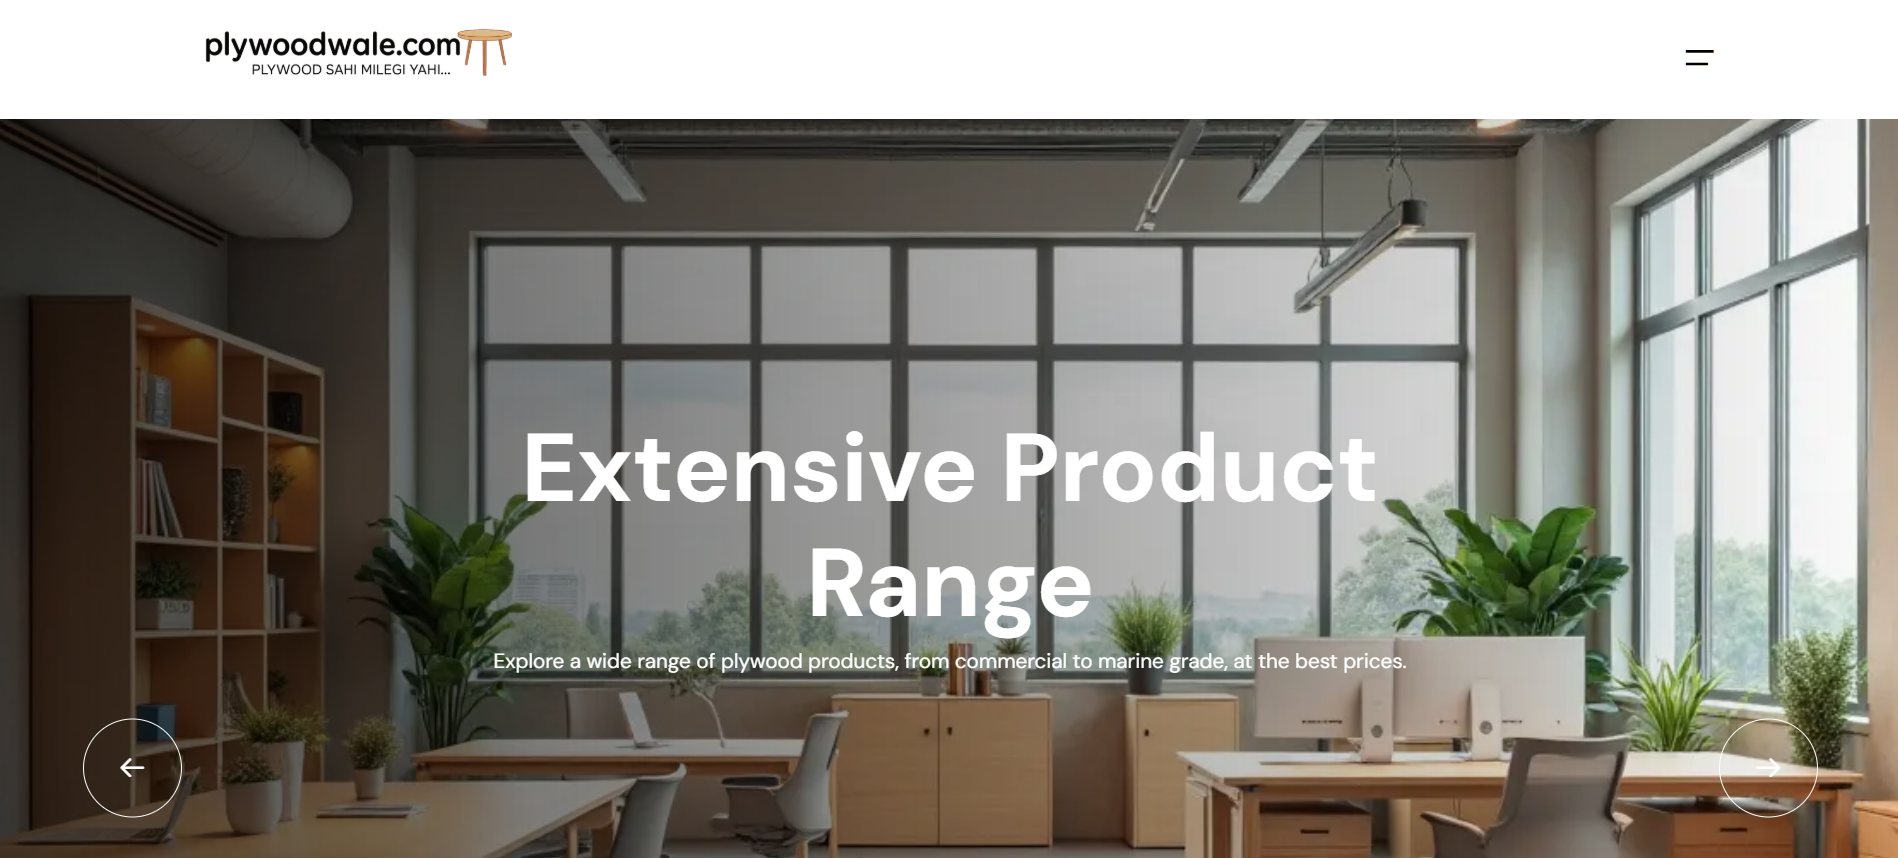 plywoodwale.com
PLYWOOD SAHI MILEGI YAHI...
Extensive Product
Range
Explore a wide range of plywood products, from commercial to marine grade, at the best prices.